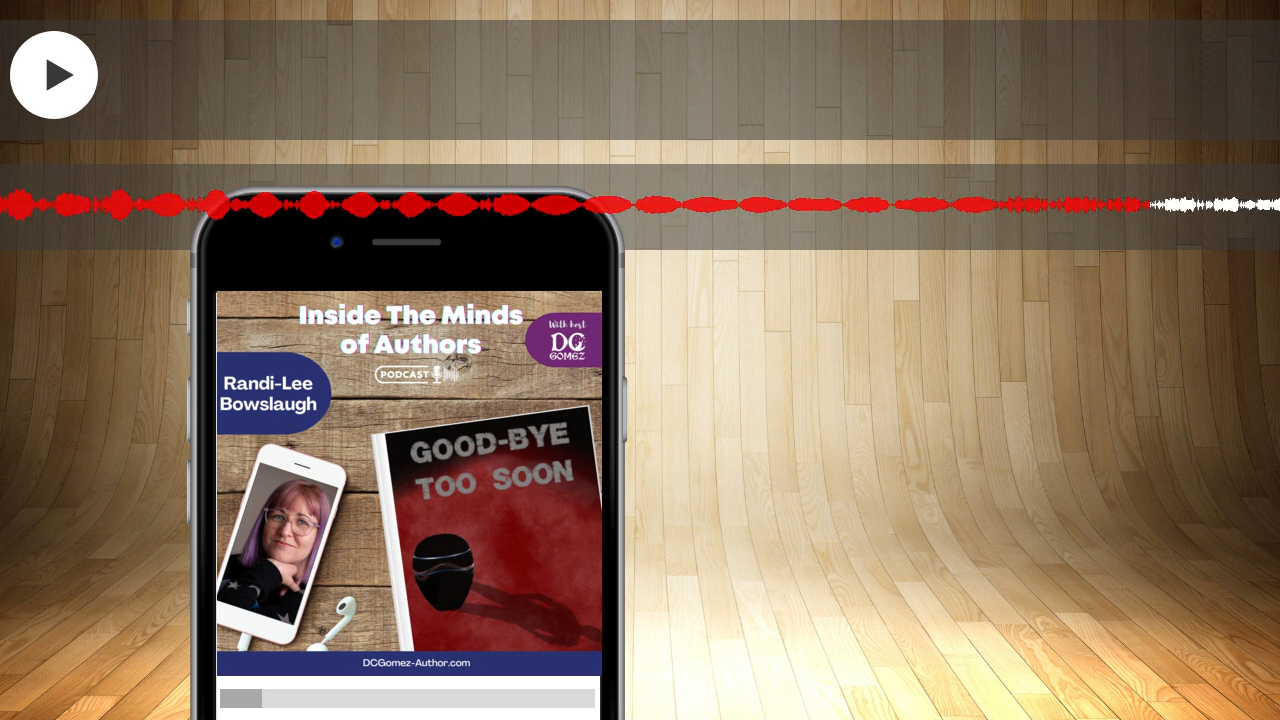 Inside The Minds
of Authors
PODCAST
With host
DC
GOMEZ
Randi-Lee
Bowslaugh
GOOD-BYE
TOO SOON
DCGomez-Author.com